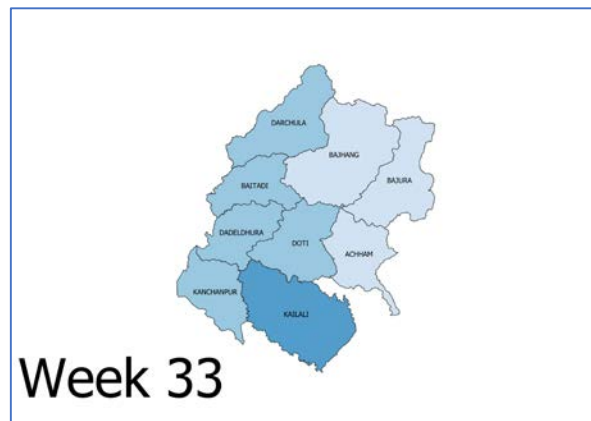 DARCHULA
BAJHANG
BAJURA
BAITADI
DADELDHURA
DOTI
ACHHAM
KANCHANPUR
KAILALI
Week 33